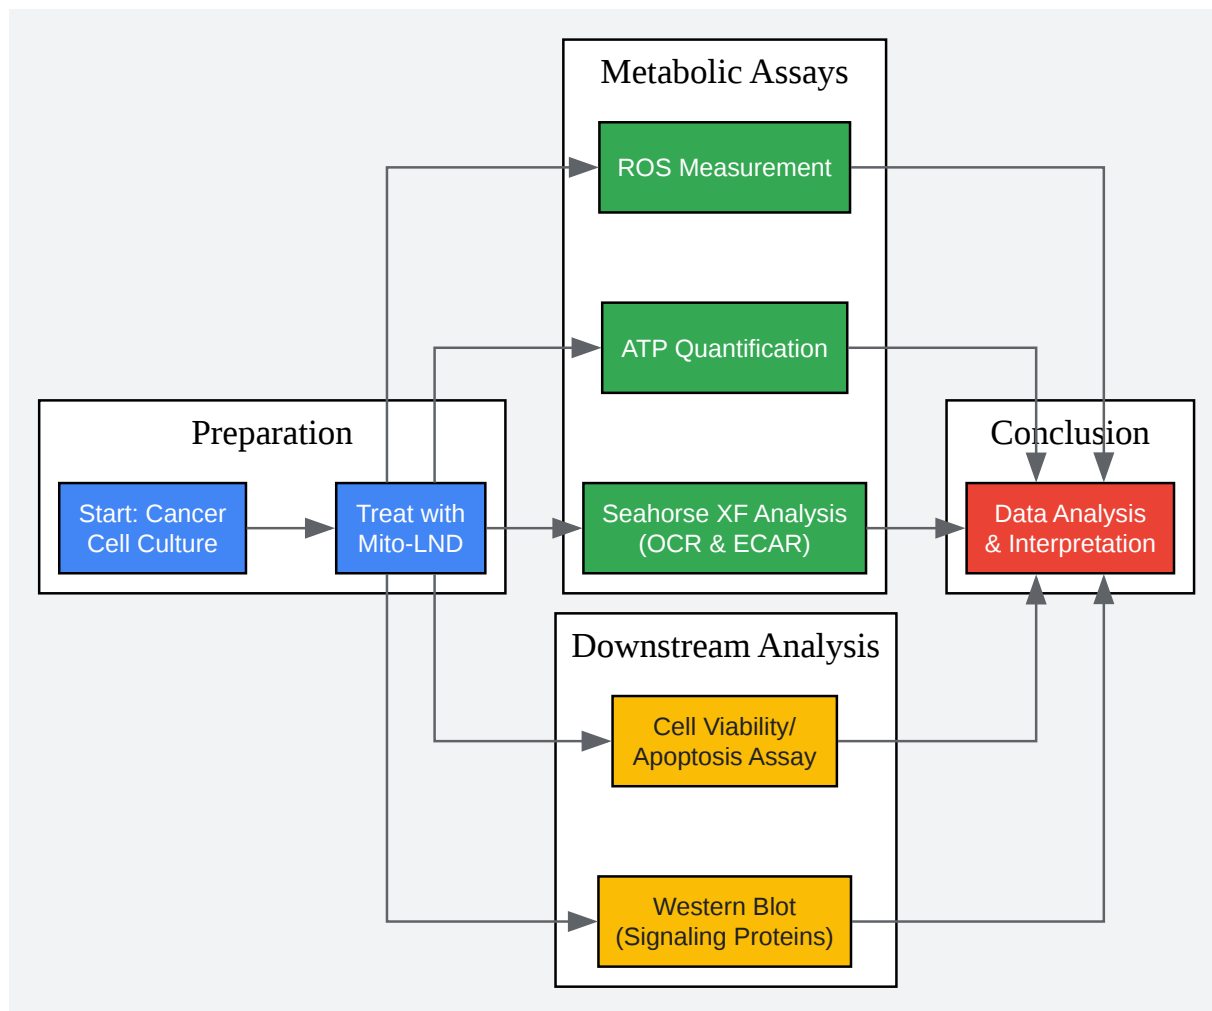 Metabolic Assays
ROS Measurement
ATP Quantification
Preparation
Start: Cancer
Cell Culture
Treat with
Mito-LND
Seahorse XF Analysis
(OCR & ECAR)
Conclusion
Data Analysis
& Interpretation
Downstream Analysis
Cell Viability/
Apoptosis Assay
Western Blot
(Signaling Proteins)